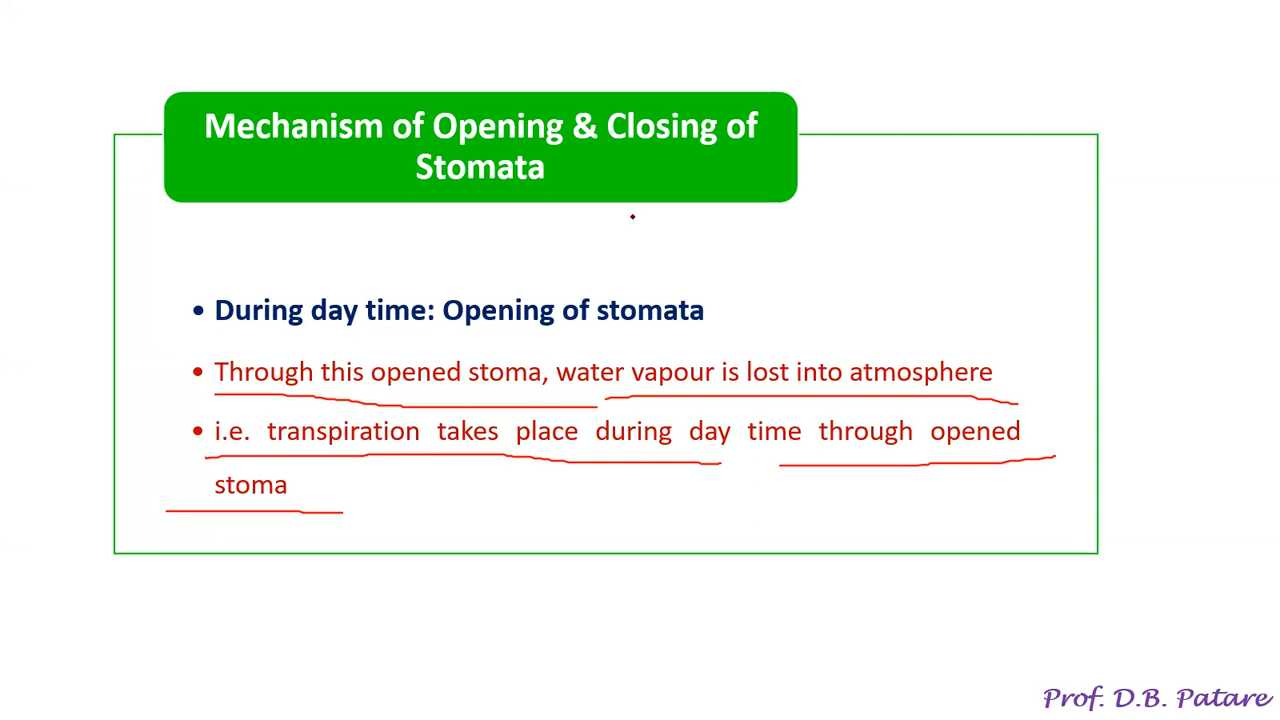 Mechanism of Opening & Closing of
Stomata
• During day time: Opening of stomata
• Through this opened stoma, water vapour is lost into atmosphere
• i.e. transpiration takes place during day time through opened
stoma
Prof. D.B. Patare